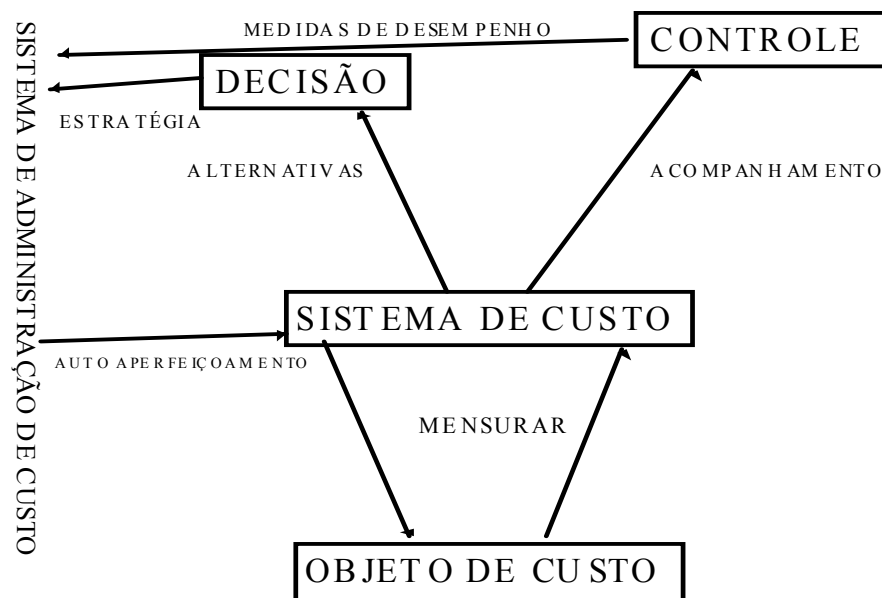 MEDIDAS DE DESEMPENHO
CONTROLE
DECISÃO
ESTRATÉGIA
ALTERNATIVAS
ACOMPANHAMENTO
SISTEMA DE ADMINISTRAÇÃO DE CUSTO
SISTEMA DE CUSTO
AUTO APERFEIÇOAMENTO
MENSURAR
OBJETO DE CUSTO